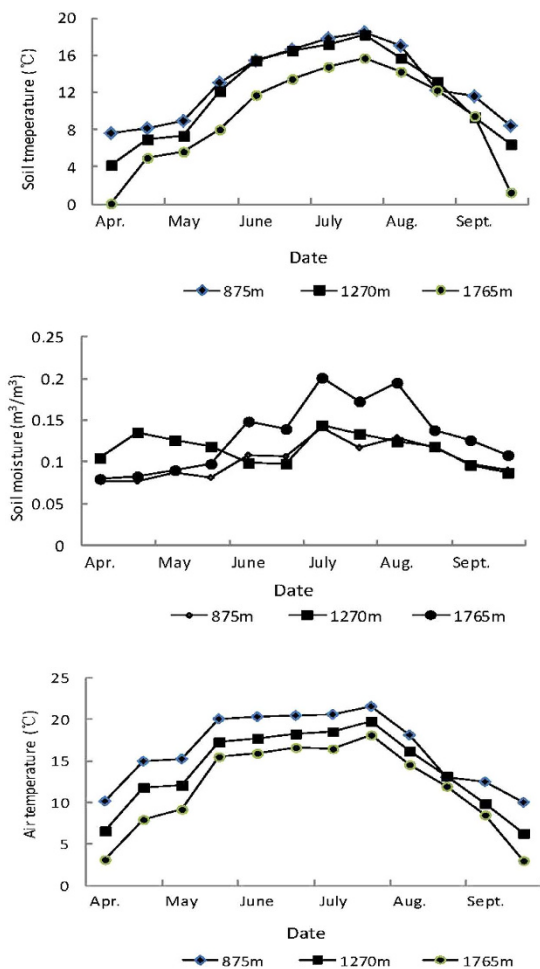 Soil tmeperature (℃)
20
16
12
8
4
0
Apr. May June July Aug. Sept.
Date
875m 1270m 1765m
Soil moisture (m³/m³)
0.25
0.2
0.15
0.1
0.05
0
Apr. May June July Aug. Sept.
Date
875m 1270m 1765m
Air temperature (℃)
25
20
15
10
5
0
Apr. May June July Aug. Sept.
Date
875m 1270m 1765m